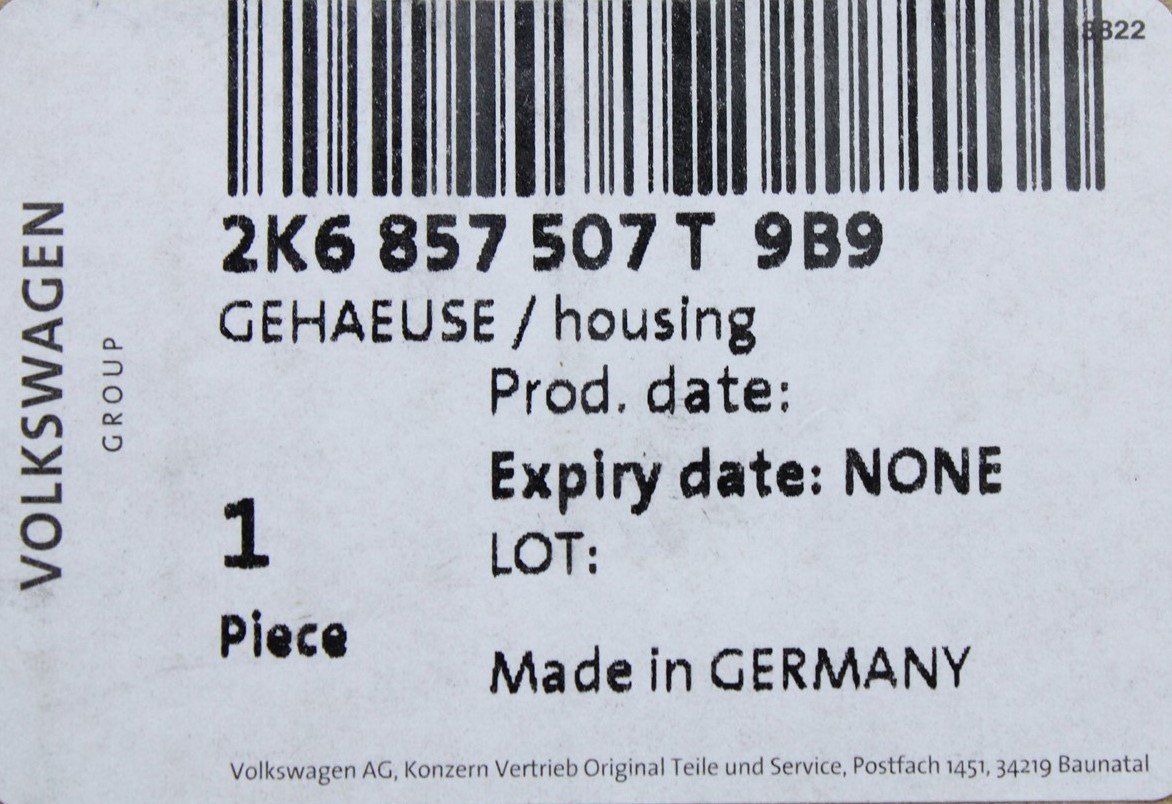 2K6 857 507 T 9B9
GEHAEUSE / housing
Prod. date:
Expiry date: NONE
LOT:
1
Piece
Made in GERMANY
VOLKSWAGEN
GROUP
Volkswagen AG, Konzern Vertrieb Original Teile und Service, Postfach 1451, 34219 Baunatal